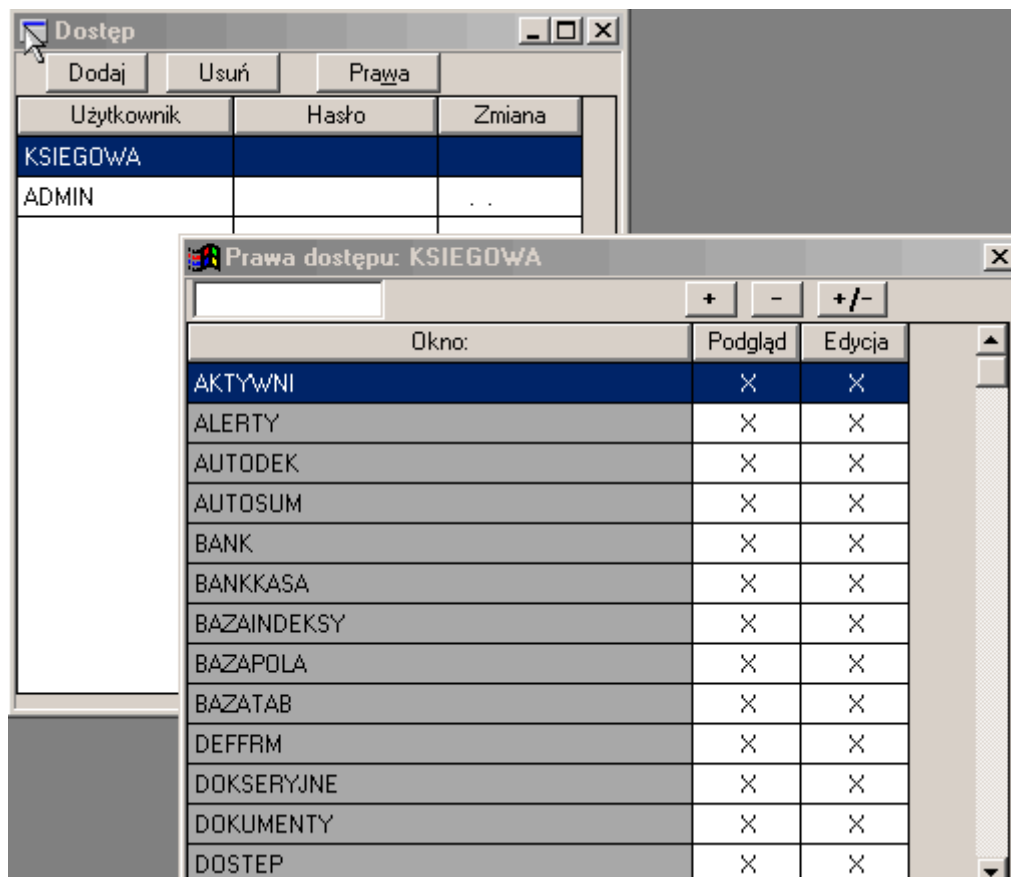 Dostęp
Dodaj Usuń Prawa
Użytkownik Hasło Zmiana
KSIEGOWA
ADMIN . .
Prawa dostępu: KSIEGOWA
+ - +/-
Okno: Podgląd Edycja
AKTYWNI X X
ALERTY X X
AUTODEK X X
AUTOSUM X X
BANK X X
BANKKASA X X
BAZAINDEKSY X X
BAZAPOLA X X
BAZATAB X X
DEFFRM X X
DOKSERYJNE X X
DOKUMENTY X X
DOSTEP X X